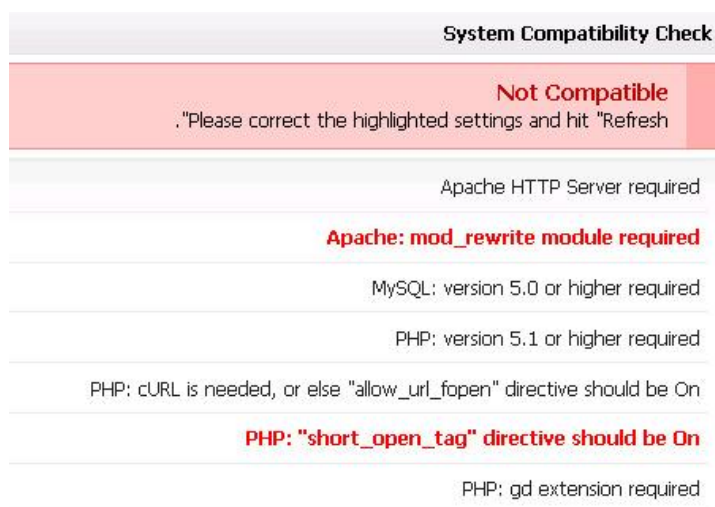 System Compatibility Check
Not Compatible
."Please correct the highlighted settings and hit "Refresh
Apache HTTP Server required
Apache: mod_rewrite module required
MySQL: version 5.0 or higher required
PHP: version 5.1 or higher required
PHP: cURL is needed, or else "allow_url_fopen" directive should be On
PHP: "short_open_tag" directive should be On
PHP: gd extension required